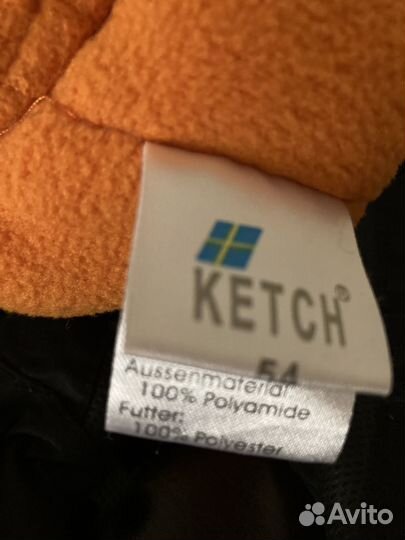 KETCH®
54
Aussenmaterial
100% Polyamide
Futter:
100% Polyester
Avito